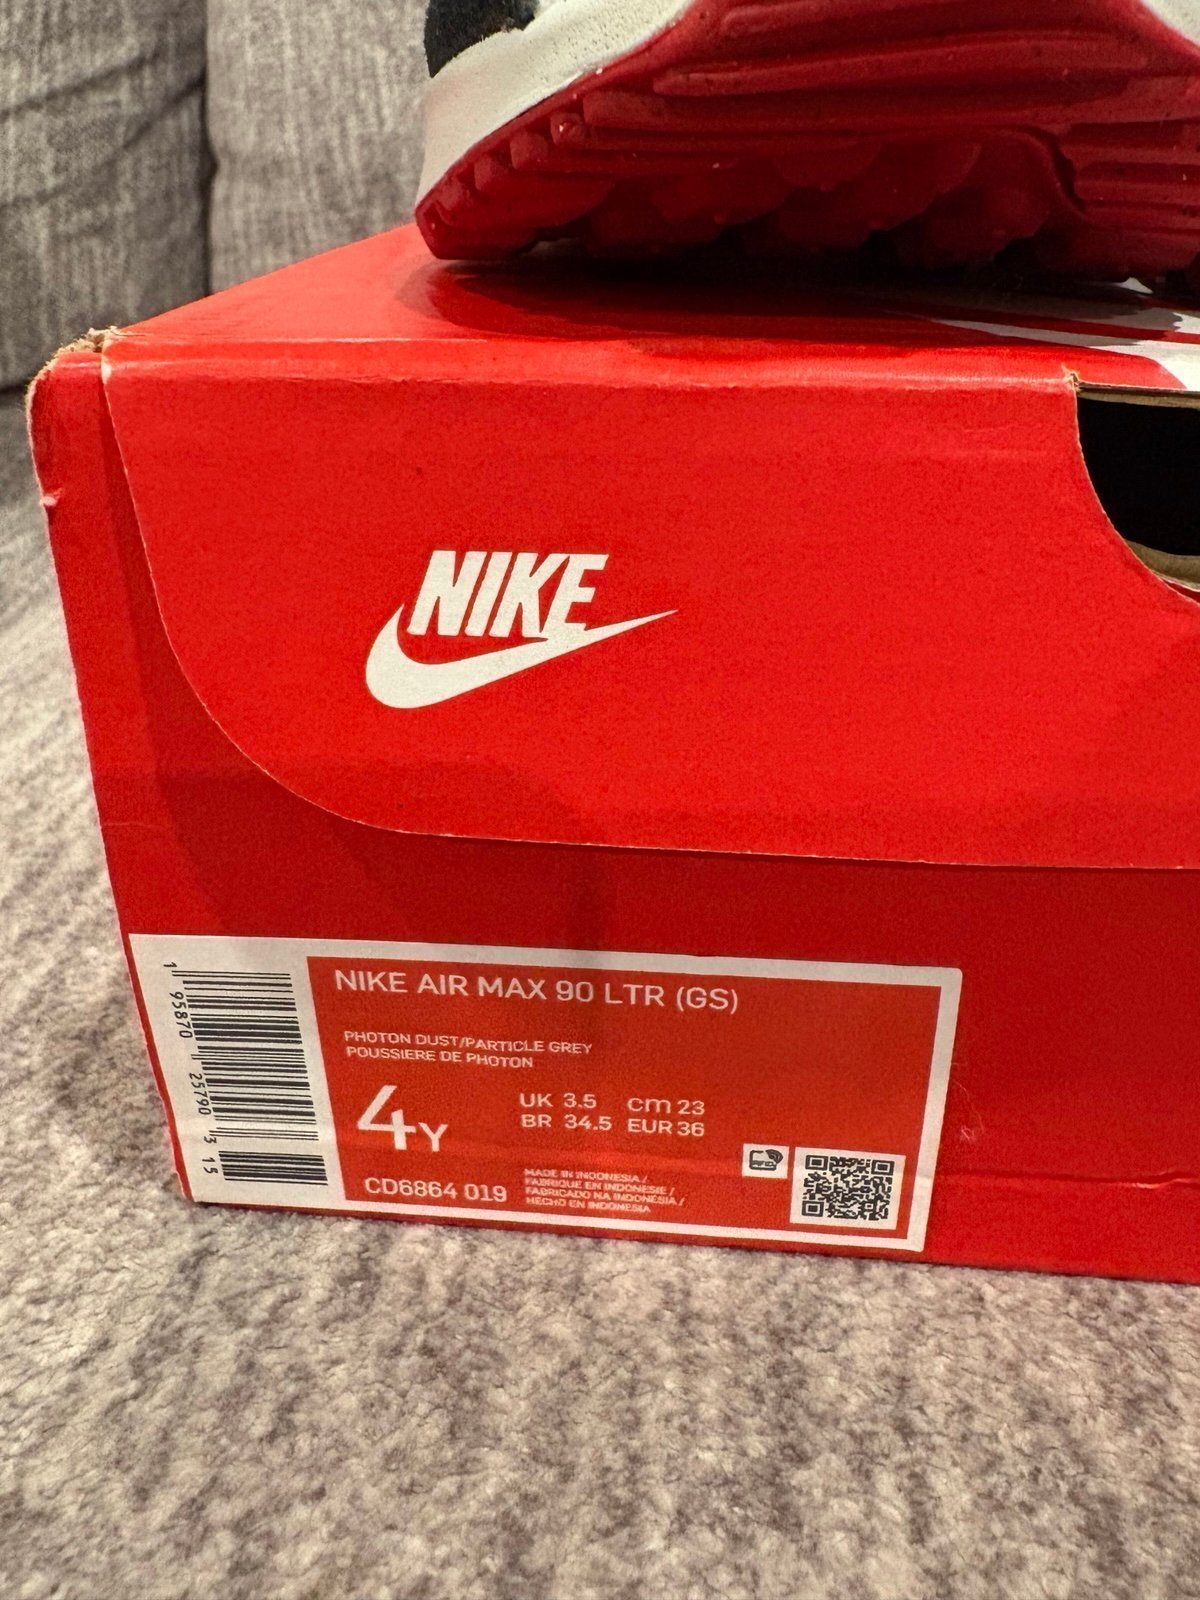 NIKE
NIKE AIR MAX 90 LTR (GS)
PHOTON DUST/PARTICLE GREY
POUSSIERE DE PHOTON
4Y
UK 3.5 cm 23
BR 34.5 EUR 36
CD6864 019
MADE IN INDONESIA /
FABRIQUE EN INDONESIE /
FABRICADO NA INDONESIA /
HECHO EN INDONESIA
1 95870 25790 3 15